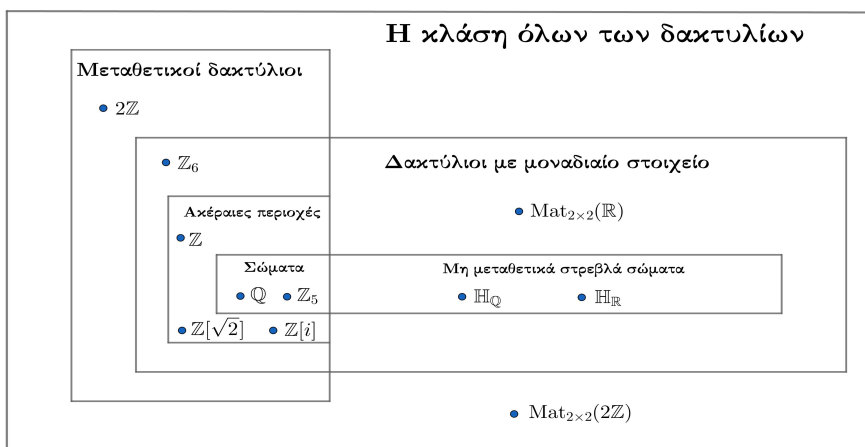 Η κλάση όλων των δακτυλίων
Μεταθετικοί δακτύλιοι
2ℤ
ℤ₆
Δακτύλιοι με μοναδιαίο στοιχείο
Ακέραιες περιοχές
Mat₂ₓ₂(ℝ)
ℤ
Σώματα
Μη μεταθετικά στρεβλά σώματα
ℚ ℤ₅ ℍ_ℚ ℍ_ℝ
ℤ[√2] ℤ[i]
Mat₂ₓ₂(2ℤ)